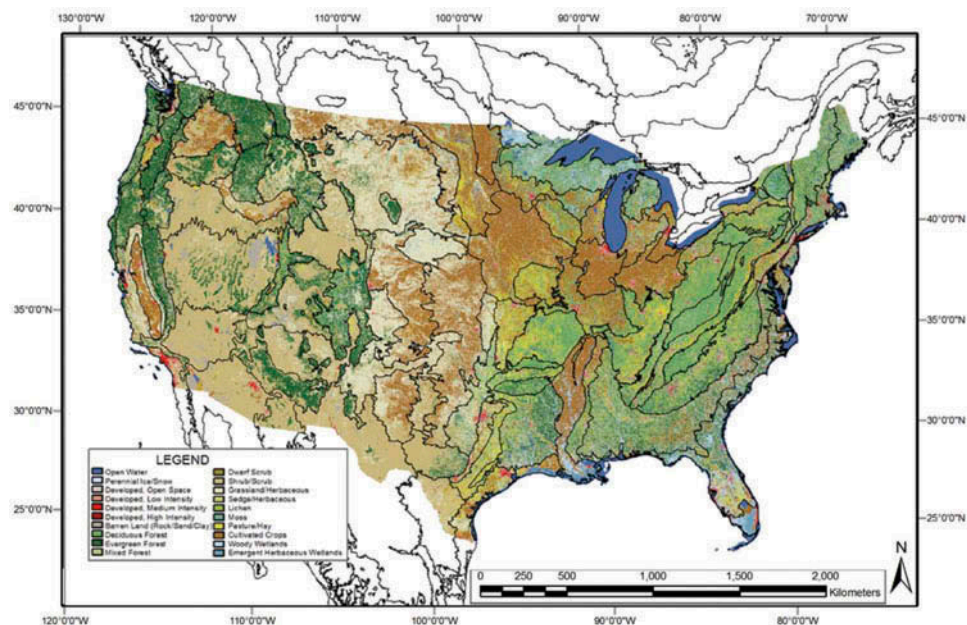 130°0'0"W 120°0'0"W 110°0'0"W 100°0'0"W 90°0'0"W 80°0'0"W 70°0'0"W
45°0'0"N 45°0'0"N
40°0'0"N 40°0'0"N
35°0'0"N 35°0'0"N
30°0'0"N 30°0'0"N
25°0'0"N 25°0'0"N
LEGEND
Open Water
Perennial Ice/Snow
Developed, Open Space
Developed, Low Intensity
Developed, Medium Intensity
Developed, High Intensity
Barren Land (Rock/Sand/Clay)
Deciduous Forest
Evergreen Forest
Mixed Forest
Dwarf Scrub
Shrub/Scrub
Grassland/Herbaceous
Sedge/Herbaceous
Lichen
Moss
Pasture/Hay
Cultivated Crops
Woody Wetlands
Emergent Herbaceous Wetlands
N
0 250 500 1,000 1,500 2,000
Kilometers
120°0'0"W 110°0'0"W 100°0'0"W 90°0'0"W 80°0'0"W